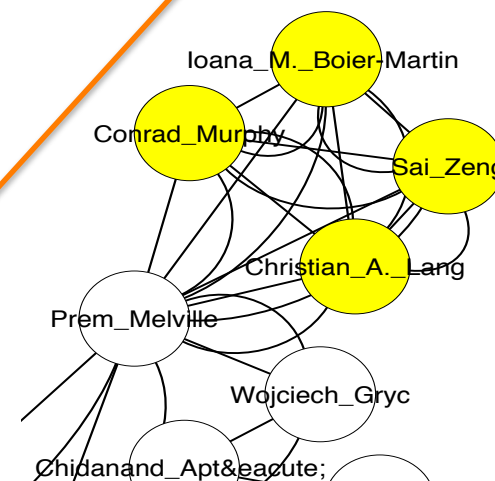 Ioana_M._Boier-Martin
Conrad_Murphy
Sai_Zeng
Christian_A._Lang
Prem_Melville
Wojciech_Gryc
Chidanand_Apt&eacute;